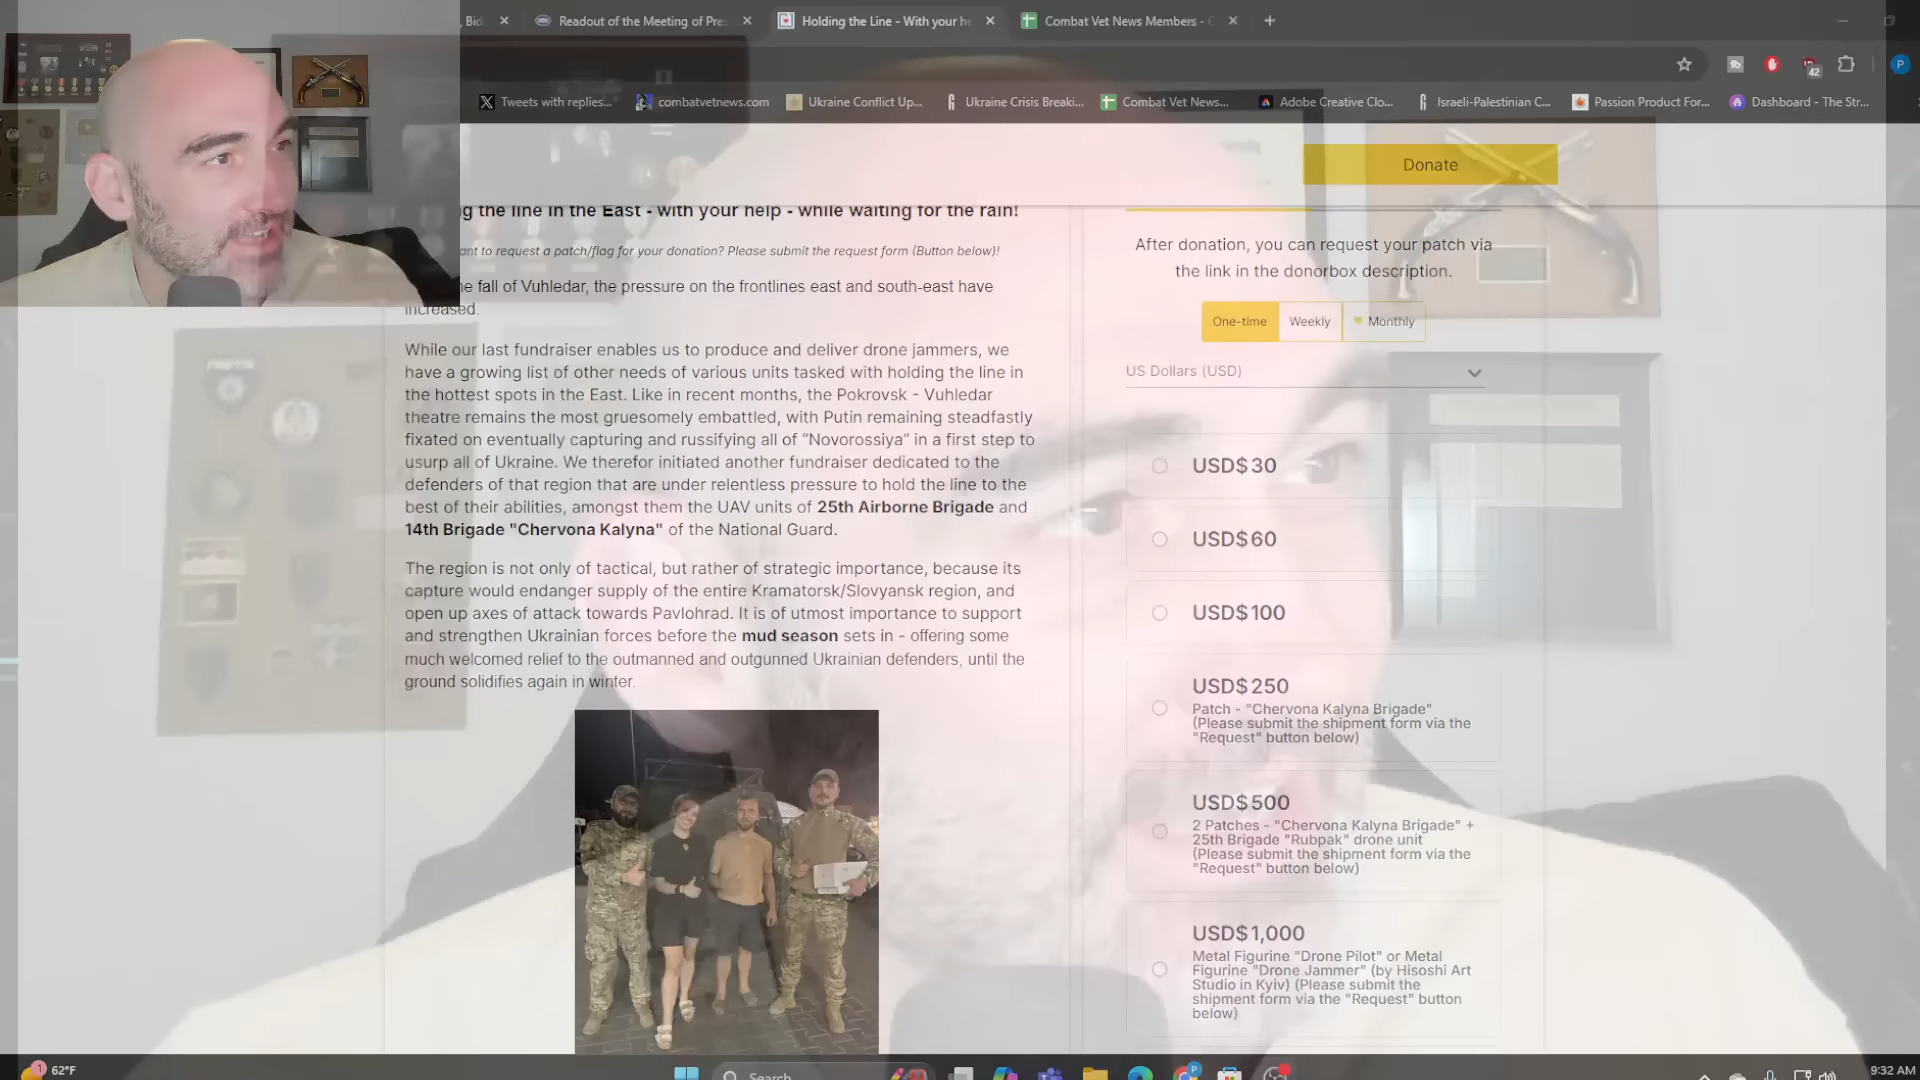 Bid
Readout of the Meeting of Pres
Holding the Line - With your he
Combat Vet News Members - G
42
P
Tweets with replies...
combatvetnews.com
Ukraine Conflict Up...
Ukraine Crisis Breaki...
Combat Vet News...
Adobe Creative Clo...
Israeli-Palestinian C...
Passion Product For...
Dashboard - The Str...
Donate
g the line in the East - with your help - while waiting for the rain!
ant to request a patch/flag for your donation? Please submit the request form (Button below)!
e fall of Vuhledar, the pressure on the frontlines east and south-east have
increased.
While our last fundraiser enables us to produce and deliver drone jammers, we
have a growing list of other needs of various units tasked with holding the line in
the hottest spots in the East. Like in recent months, the Pokrovsk - Vuhledar
theatre remains the most gruesomely embattled, with Putin remaining steadfastly
fixated on eventually capturing and russifying all of “Novorossiya” in a first step to
usurp all of Ukraine. We therefor initiated another fundraiser dedicated to the
defenders of that region that are under relentless pressure to hold the line to the
best of their abilities, amongst them the UAV units of 25th Airborne Brigade and
14th Brigade "Chervona Kalyna" of the National Guard.
The region is not only of tactical, but rather of strategic importance, because its
capture would endanger supply of the entire Kramatorsk/Slovyansk region, and
open up axes of attack towards Pavlohrad. It is of utmost importance to support
and strengthen Ukrainian forces before the mud season sets in - offering some
much welcomed relief to the outmanned and outgunned Ukrainian defenders, until the
ground solidifies again in winter.
After donation, you can request your patch via
the link in the donorbox description.
One-time
Weekly
Monthly
US Dollars (USD)
USD$30
USD$60
USD$100
USD$250
Patch - "Chervona Kalyna Brigade"
(Please submit the shipment form via the
"Request" button below)
USD$500
2 Patches - "Chervona Kalyna Brigade" +
25th Brigade "Rubpak" drone unit
(Please submit the shipment form via the
"Request" button below)
USD$1,000
Metal Figurine "Drone Pilot" or Metal
Figurine "Drone Jammer" (by Hisoshi Art
Studio in Kyiv) (Please submit the
shipment form via the "Request" button
below)
1
62°F
Search
9:32 AM